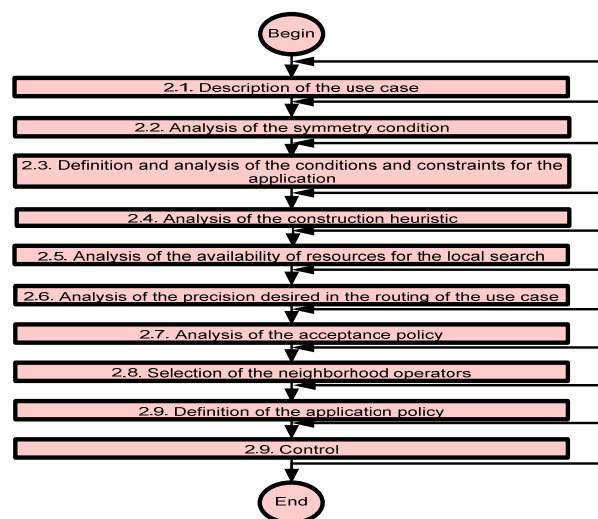 Begin
2.1. Description of the use case
2.2. Analysis of the symmetry condition
2.3. Definition and analysis of the conditions and constraints for the
application
2.4. Analysis of the construction heuristic
2.5. Analysis of the availability of resources for the local search
2.6. Analysis of the precision desired in the routing of the use case
2.7. Analysis of the acceptance policy
2.8. Selection of the neighborhood operators
2.9. Definition of the application policy
2.9. Control
End